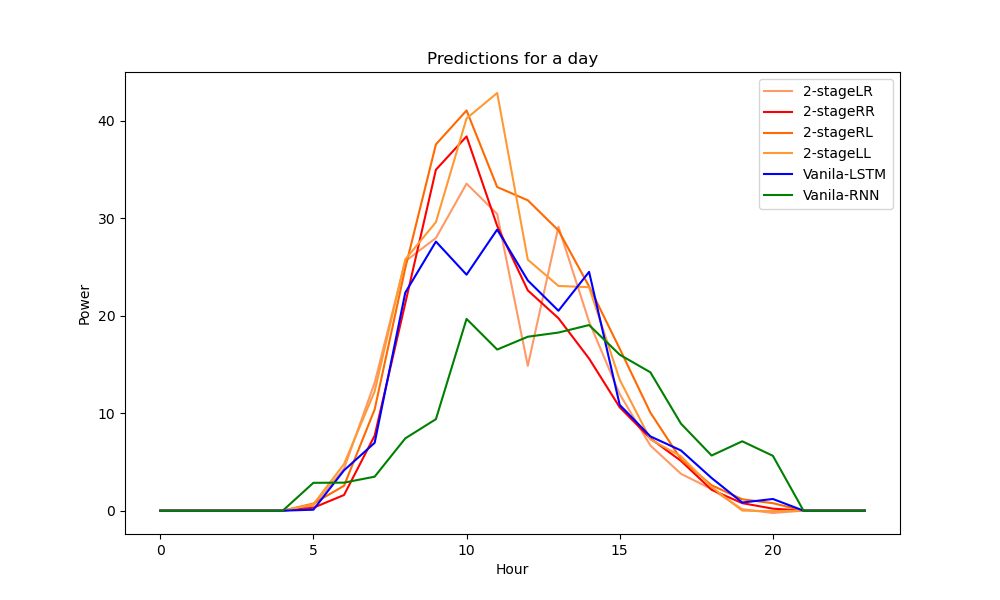 Predictions for a day
2-stageLR
2-stageRR
2-stageRL
2-stageLL
Vanila-LSTM
Vanila-RNN
Power
40
30
20
10
0
0 5 10 15 20
Hour